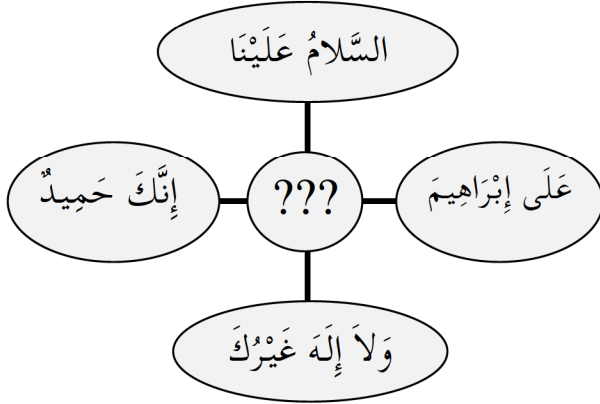 السَّلامُ عَلَيْنَا
إِنَّكَ حَمِيدٌ
???
عَلَى إِبْرَاهِيمَ
وَلاَ إِلَهَ غَيْرُكَ